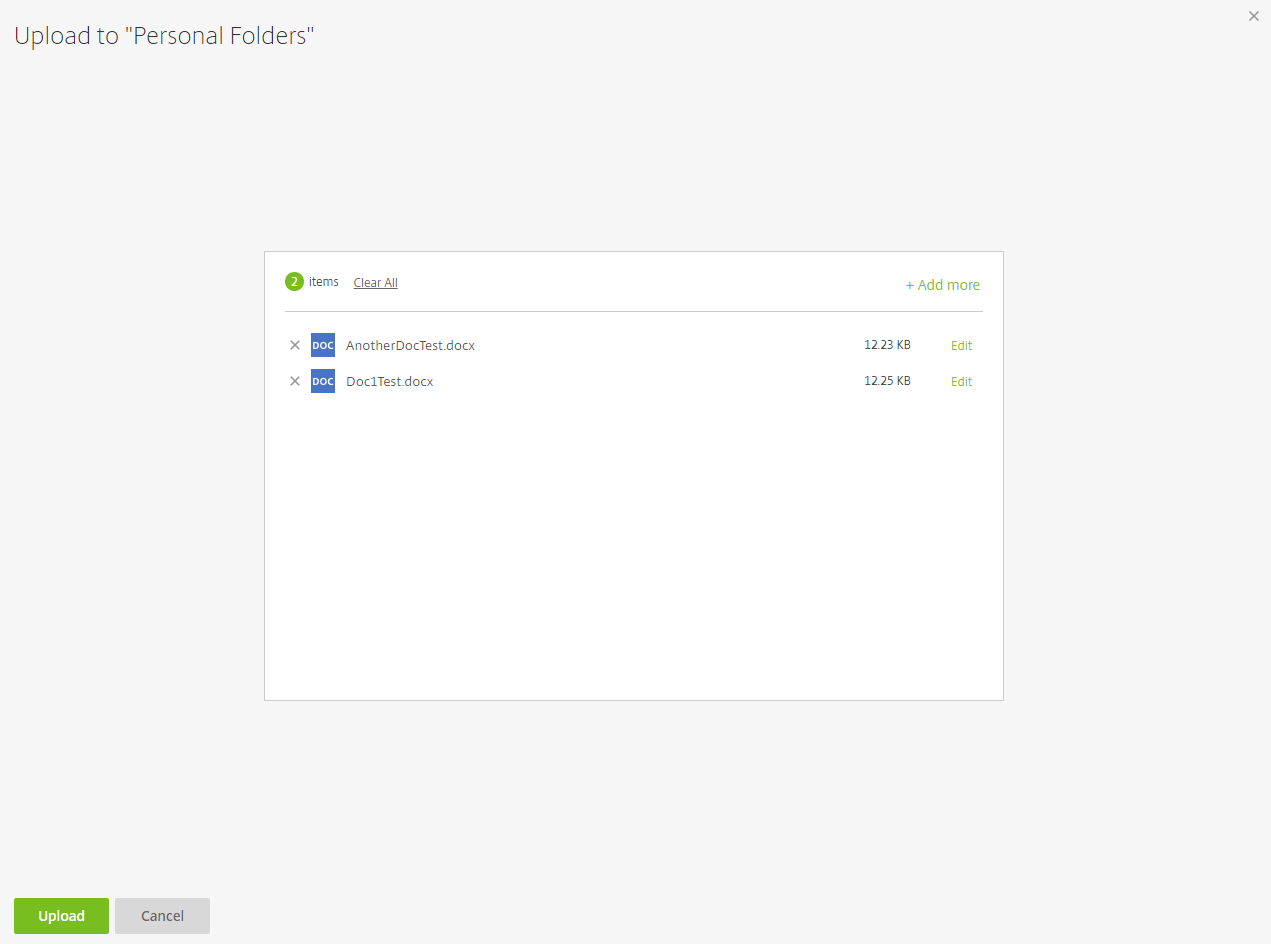 Upload to "Personal Folders"
2 items Clear All + Add more
DOC AnotherDocTest.docx 12.23 KB Edit
DOC Doc1Test.docx 12.25 KB Edit
Upload Cancel